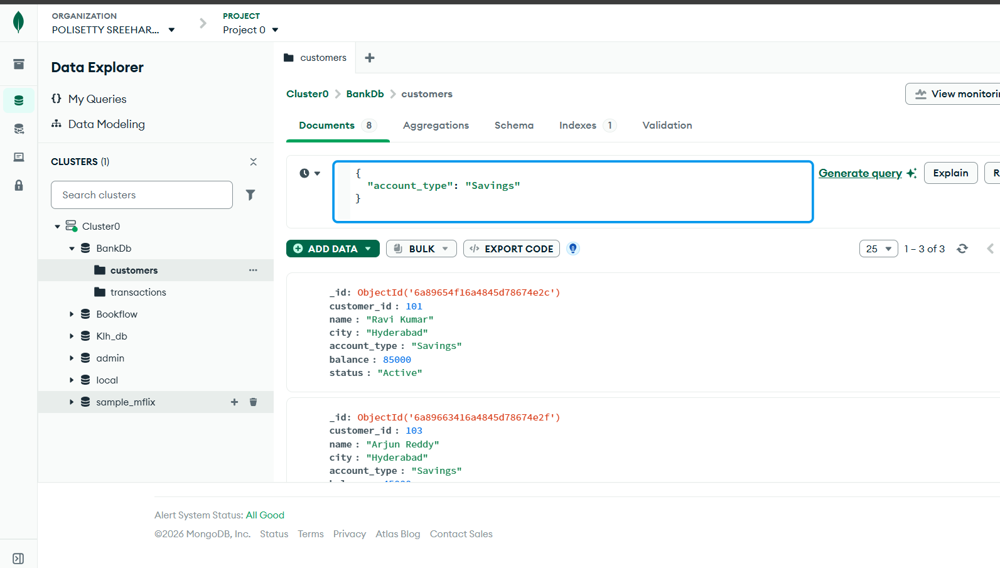 ORGANIZATION
POLISETTY SREEHAR...
PROJECT
Project 0
Data Explorer
My Queries
Data Modeling
CLUSTERS (1)
Search clusters
Cluster0
BankDb
customers
transactions
Bookflow
Klh_db
admin
local
sample_mflix
customers
Cluster0 > BankDb > customers
View monitorin
Documents 8 Aggregations Schema Indexes 1 Validation
{
"account_type": "Savings"
}
Generate query
Explain
R
ADD DATA
BULK
EXPORT CODE
25
1 – 3 of 3
_id: ObjectId('6a89654f16a4845d78674e2c')
customer_id : 101
name : "Ravi Kumar"
city : "Hyderabad"
account_type : "Savings"
balance : 85000
status : "Active"
_id: ObjectId('6a89663416a4845d78674e2f')
customer_id : 103
name : "Arjun Reddy"
city : "Hyderabad"
account_type : "Savings"
Alert System Status: All Good
©2026 MongoDB, Inc. Status Terms Privacy Atlas Blog Contact Sales